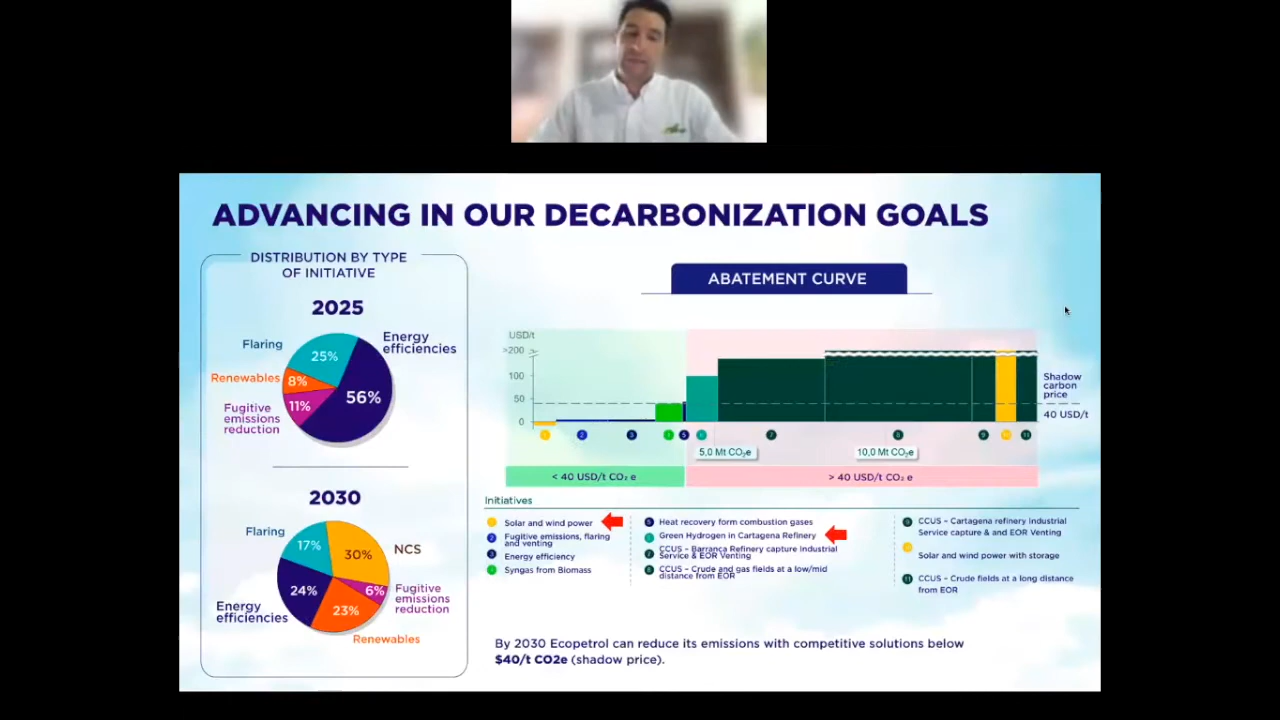 ADVANCING IN OUR DECARBONIZATION GOALS
DISTRIBUTION BY TYPE
OF INITIATIVE
2025
Flaring
25%
Energy
efficiencies
Renewables
8%
56%
11%
Fugitive
emissions
reduction
2030
Flaring
17%
30%
NCS
24%
6%
Fugitive
emissions
reduction
Energy
efficiencies
23%
Renewables
ABATEMENT CURVE
USD/t
>200
100
50
0
Shadow
carbon
price
40 USD/t
5,0 Mt CO₂e
10,0 Mt CO₂e
< 40 USD/t CO₂ e
> 40 USD/t CO₂ e
Initiatives
Solar and wind power
2 Fugitive emissions, flaring
and venting
3 Energy efficiency
Syngas from Biomass
5 Heat recovery form combustion gases
Green Hydrogen in Cartagena Refinery
7 CCUS – Barranca Refinery capture Industrial
Service & EOR Venting
8 CCUS – Crude and gas fields at a low/mid
distance from EOR
9 CCUS – Cartagena refinery Industrial
Service capture & and EOR Venting
Solar and wind power with storage
11 CCUS – Crude fields at a long distance
from EOR
By 2030 Ecopetrol can reduce its emissions with competitive solutions below
$40/t CO2e (shadow price).